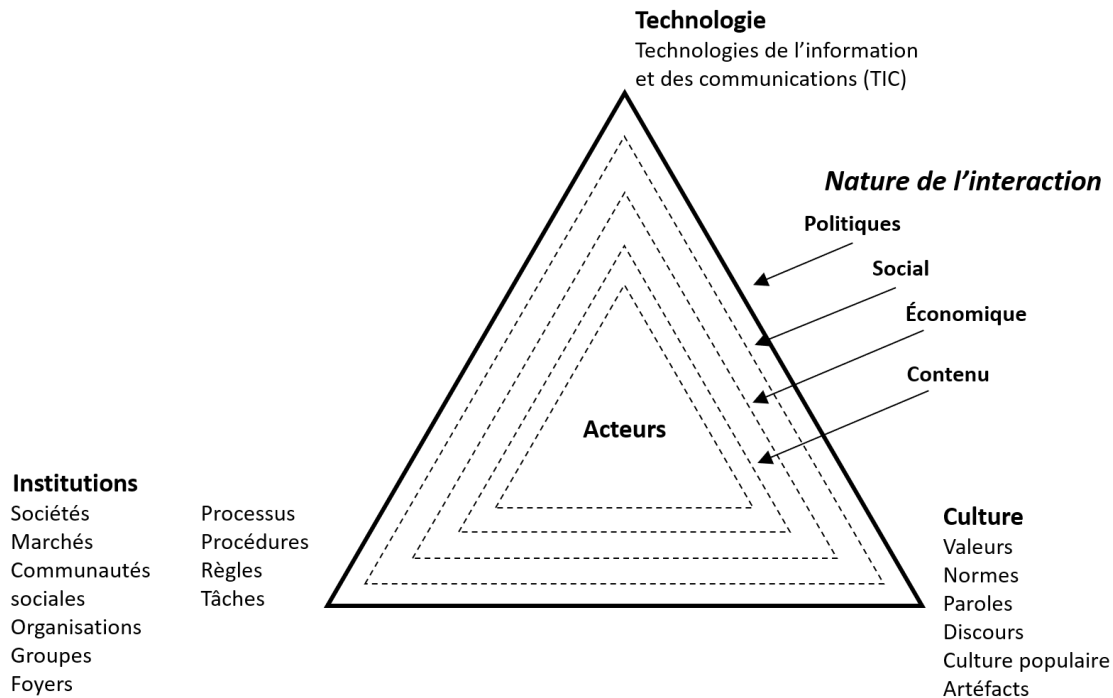 Technologie
Technologies de l’information
et des communications (TIC)
Nature de l’interaction
Politiques
Social
Économique
Contenu
Acteurs
Institutions
Sociétés
Marchés
Communautés
sociales
Organisations
Groupes
Foyers
Processus
Procédures
Règles
Tâches
Culture
Valeurs
Normes
Paroles
Discours
Culture populaire
Artéfacts